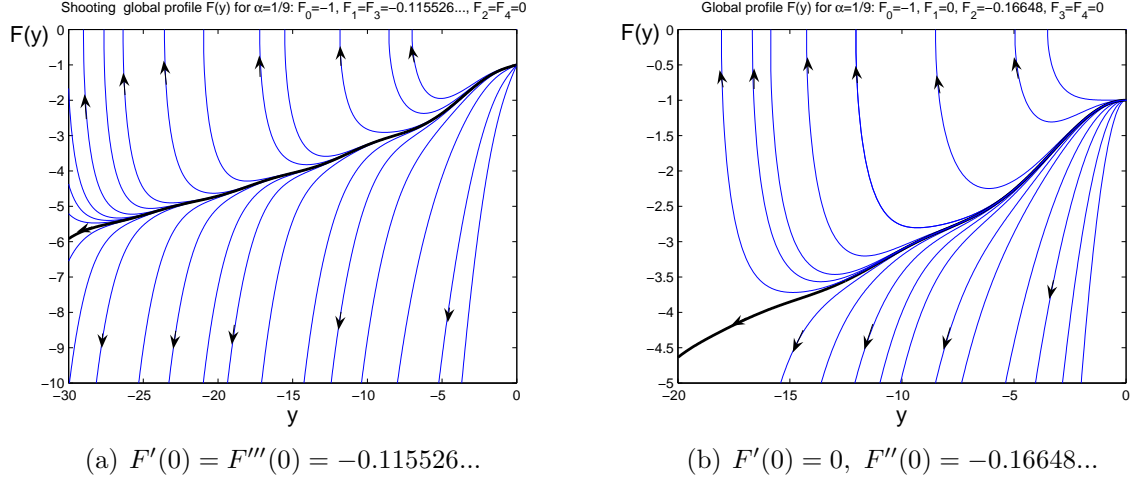 Shooting global profile F(y) for α=1/9: F₀=−1, F₁=F₃=−0.115526..., F₂=F₄=0
F(y)
0
−1
−2
−3
−4
−5
−6
−7
−8
−9
−10
−30 −25 −20 −15 −10 −5 0
y
(a) F′(0) = F′′′(0) = −0.115526...
Global profile F(y) for α=1/9: F₀=−1, F₁=0, F₂=−0.16648, F₃=F₄=0
F(y)
0
−0.5
−1
−1.5
−2
−2.5
−3
−3.5
−4
−4.5
−5
−20 −15 −10 −5 0
y
(b) F′(0) = 0, F′′(0) = −0.16648...